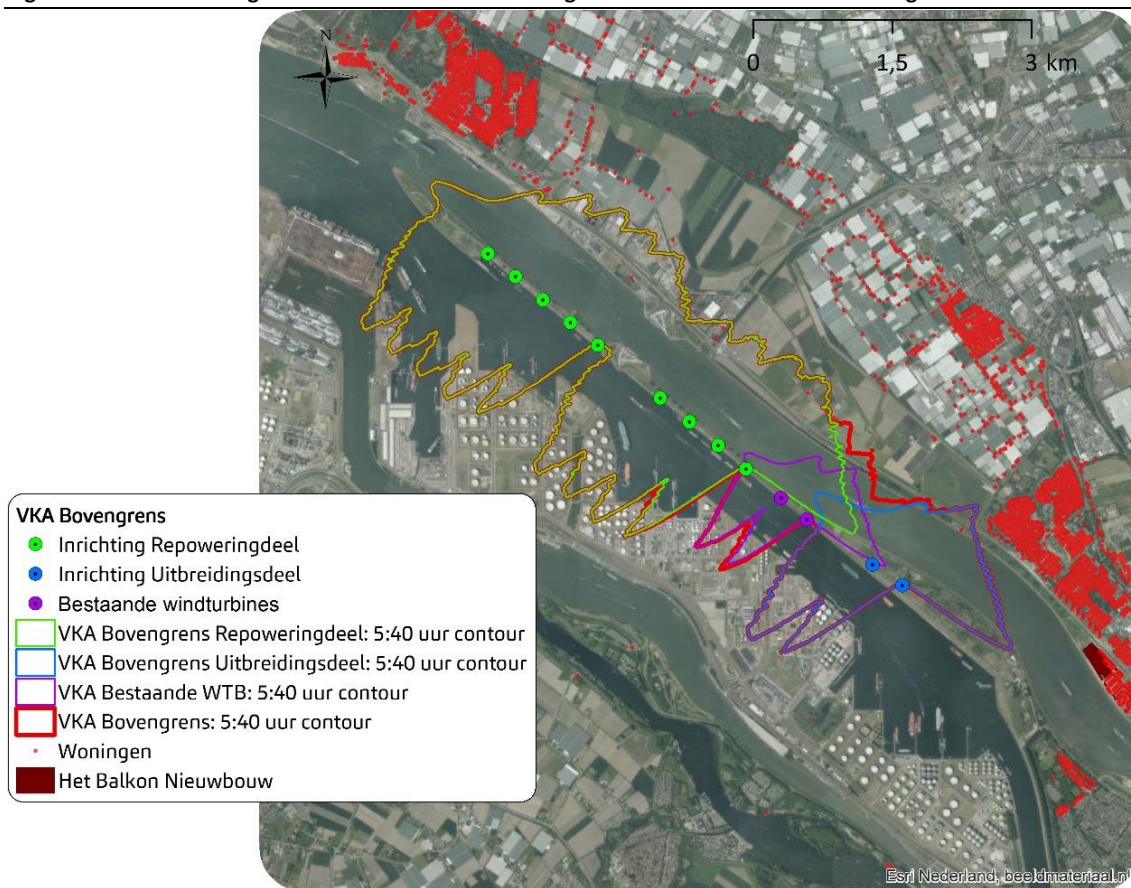 N
0 1,5 3 km
VKA Bovengrens
Inrichting Repoweringdeel
Inrichting Uitbreidingsdeel
Bestaande windturbines
VKA Bovengrens Repoweringdeel: 5:40 uur contour
VKA Bovengrens Uitbreidingsdeel: 5:40 uur contour
VKA Bestaande WTB: 5:40 uur contour
VKA Bovengrens: 5:40 uur contour
Woningen
Het Balkon Nieuwbouw
Esri Nederland, beeldmateriaal.n